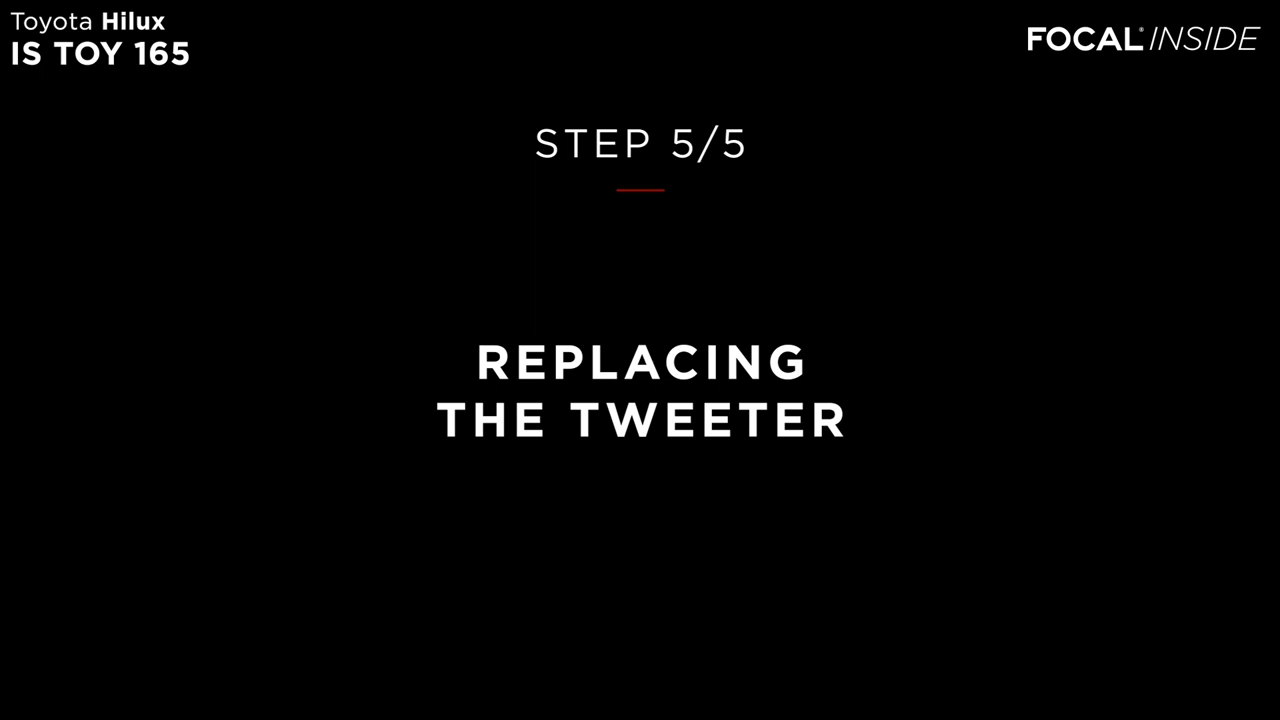 Toyota Hilux
IS TOY 165
FOCAL® INSIDE
STEP 5/5
REPLACING
THE TWEETER